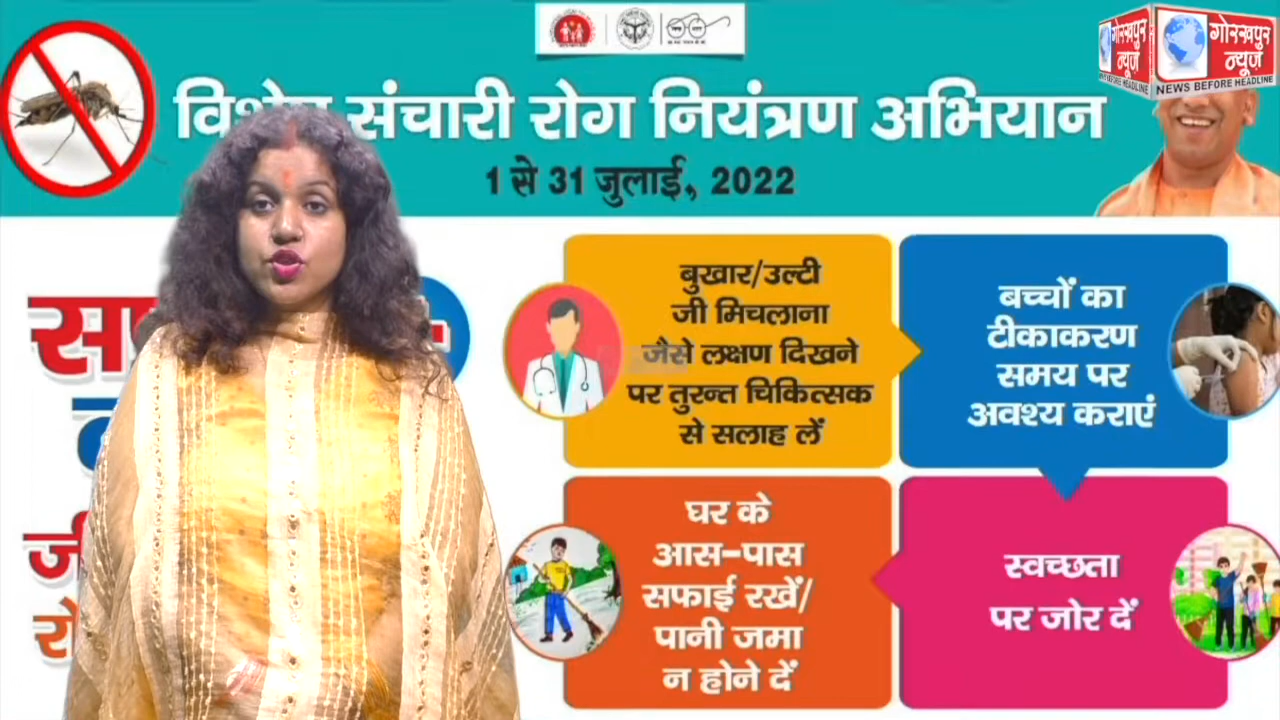 गोरखपुर
न्यूज़
NEWS BEFORE HEADLINE
संचारी रोग नियंत्रण अभियान
1 से 31 जुलाई, 2022
बुखार/उल्टी
जी मिचलाना
जैसे लक्षण दिखने
पर तुरन्त चिकित्सक
से सलाह लें
बच्चों का
टीकाकरण
समय पर
अवश्य कराएं
घर के
आस-पास
सफाई रखें/
पानी जमा
न होने दें
स्वच्छता
पर जोर दें